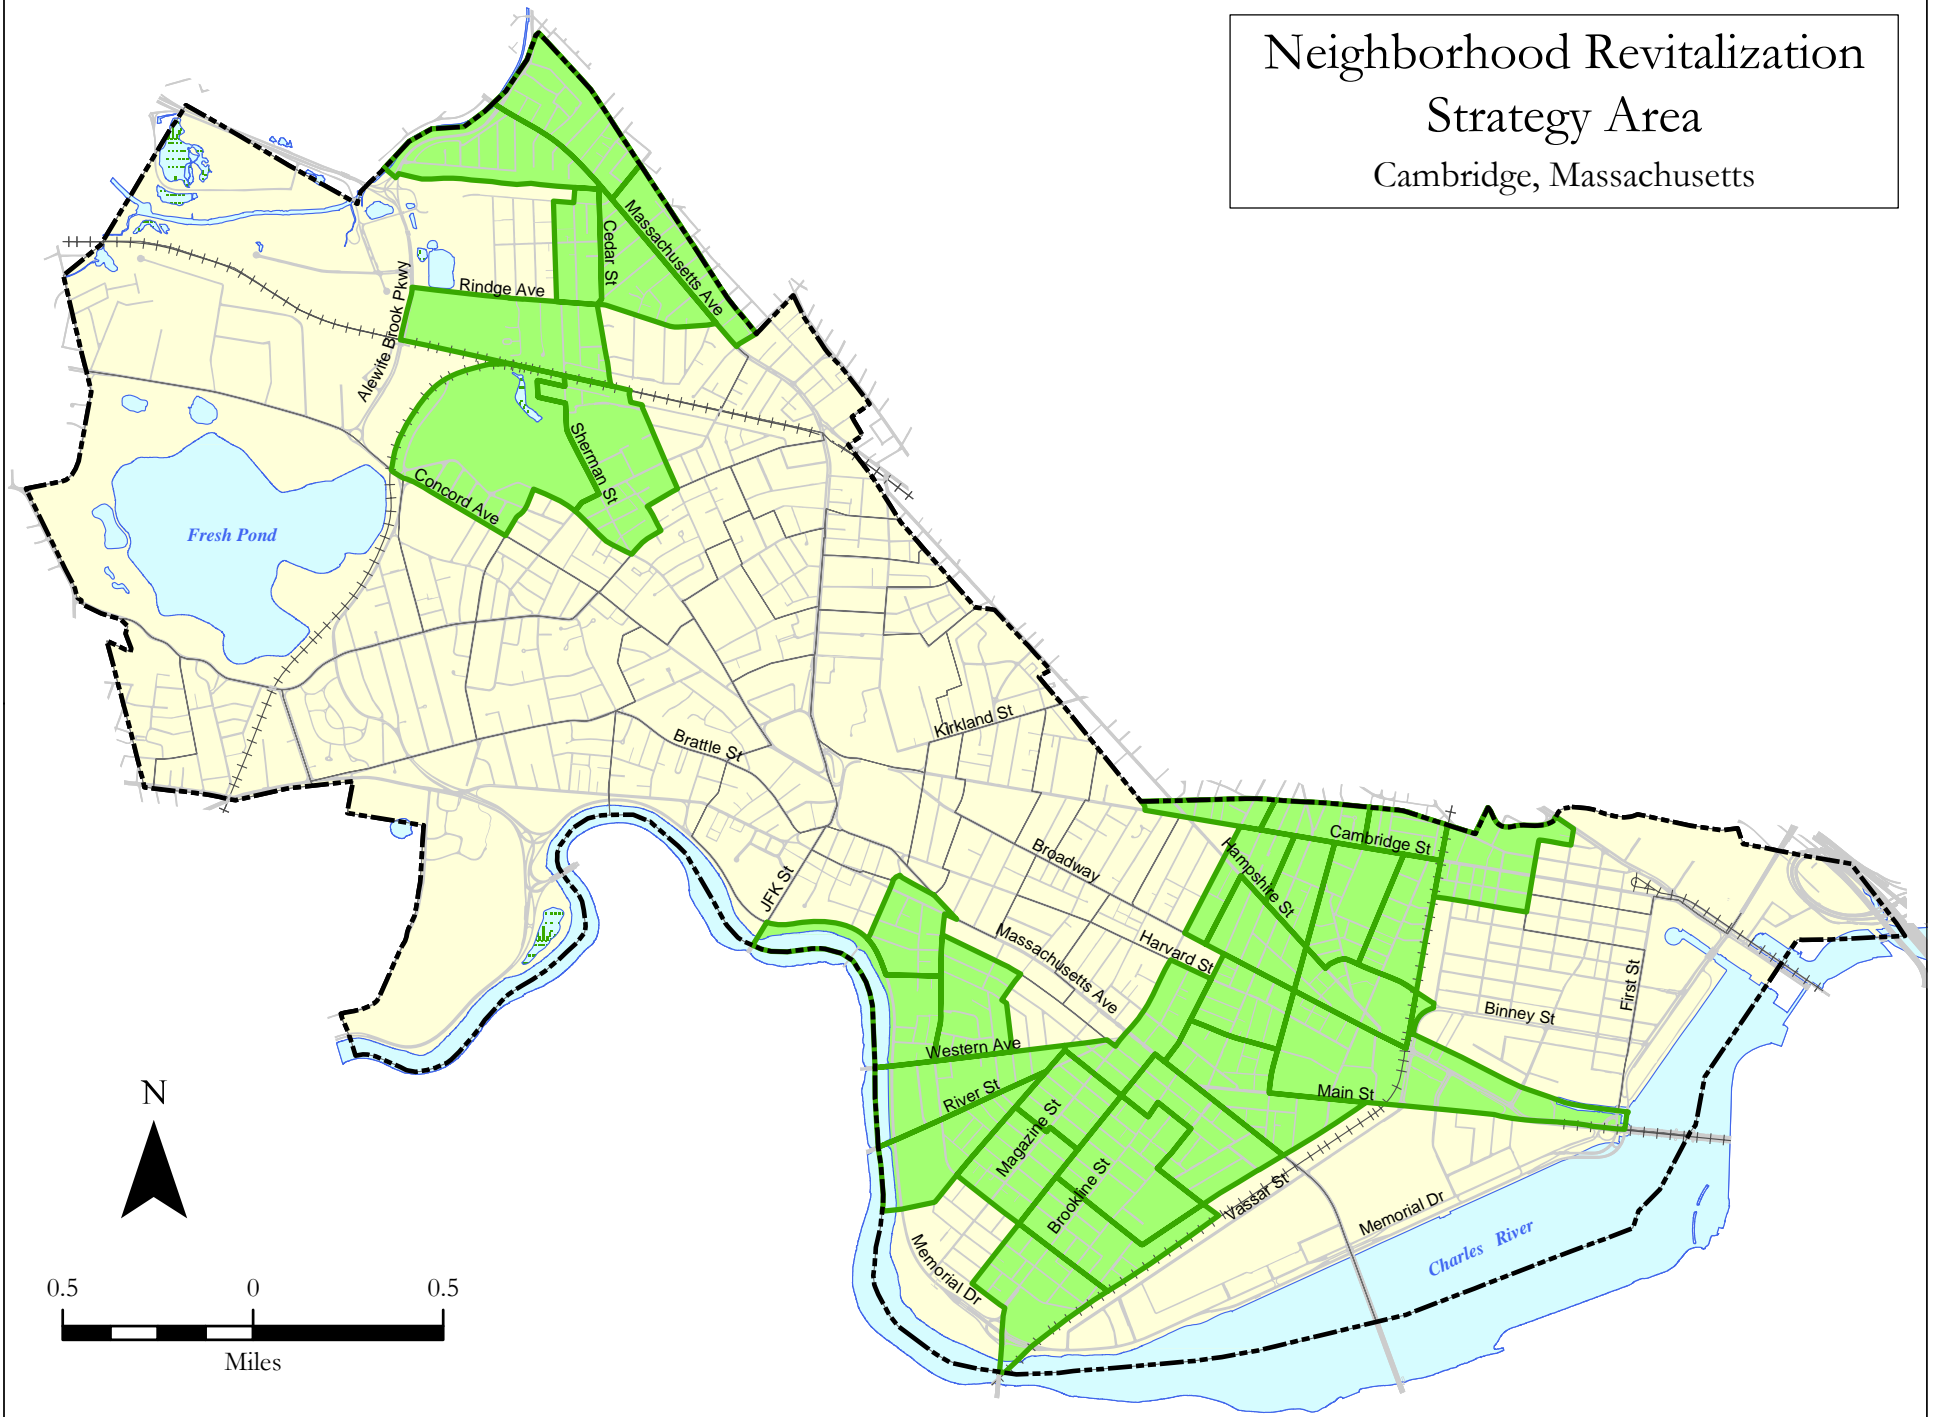 Neighborhood Revitalization
Strategy Area
Cambridge, Massachusetts
Massachusetts Ave
Cedar St
Rindge Ave
Alewife Brook Pkwy
Sherman St
Concord Ave
Fresh Pond
Kirkland St
Brattle St
Cambridge St
Hampshire St
Broadway
JFK St
Harvard St
Massachusetts Ave
First St
Binney St
Western Ave
Main St
River St
Magazine St
Brookline St
Vassar St
Memorial Dr
Memorial Dr
Charles River
N
0.5 0 0.5
Miles